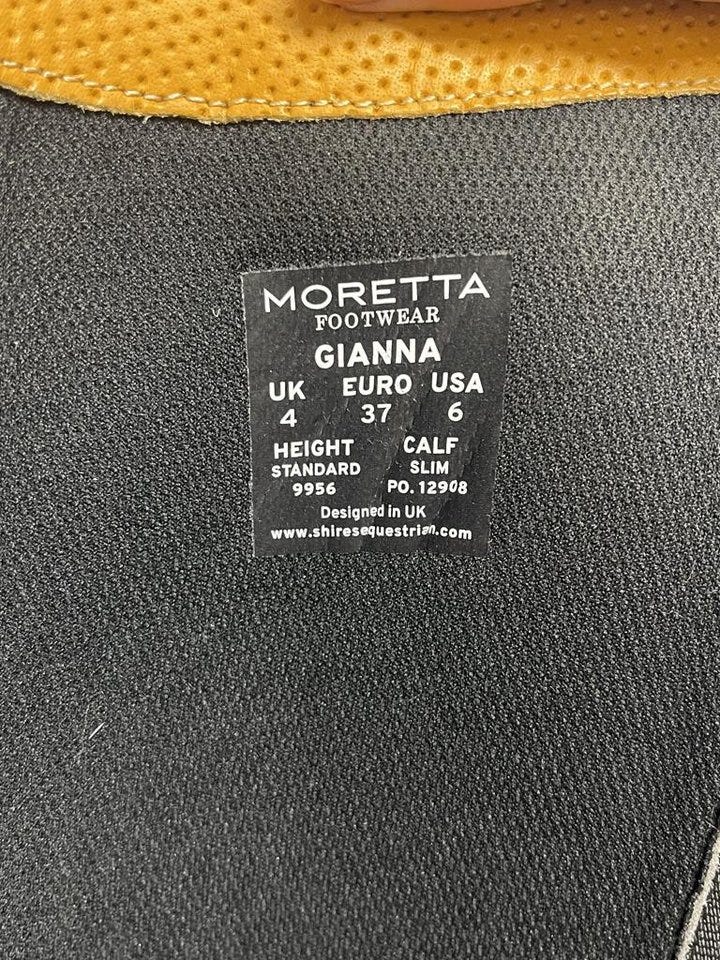 MORETTA
FOOTWEAR
GIANNA
UK EURO USA
4 37 6
HEIGHT CALF
STANDARD SLIM
9956 PO. 12908
Designed in UK
www.shiresequestrian.com